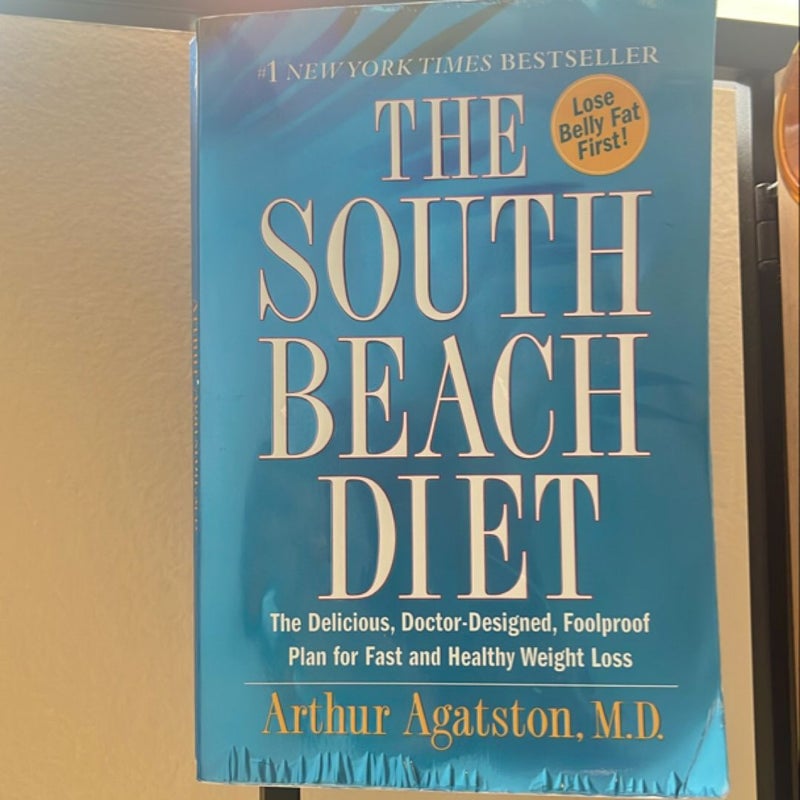 #1 NEW YORK TIMES BESTSELLER
THE
Lose
Belly Fat
First!
SOUTH
BEACH
DIET
The Delicious, Doctor-Designed, Foolproof
Plan for Fast and Healthy Weight Loss
Arthur Agatston, M.D.